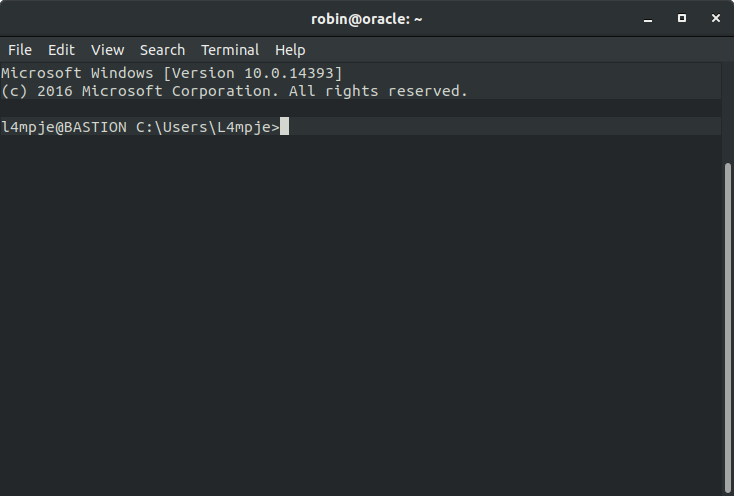 robin@oracle: ~
File Edit View Search Terminal Help
Microsoft Windows [Version 10.0.14393]
(c) 2016 Microsoft Corporation. All rights reserved.
l4mpje@BASTION C:\Users\L4mpje>